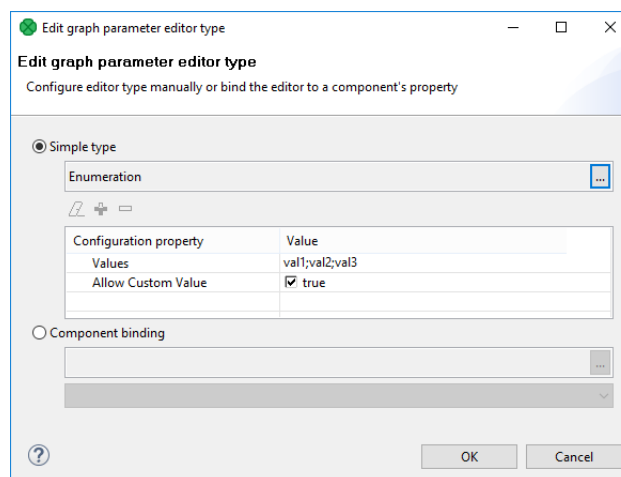 Edit graph parameter editor type
Edit graph parameter editor type
Configure editor type manually or bind the editor to a component's property
Simple type
Enumeration
...
Configuration property Value
Values val1;val2;val3
Allow Custom Value true
Component binding
...
?
OK Cancel